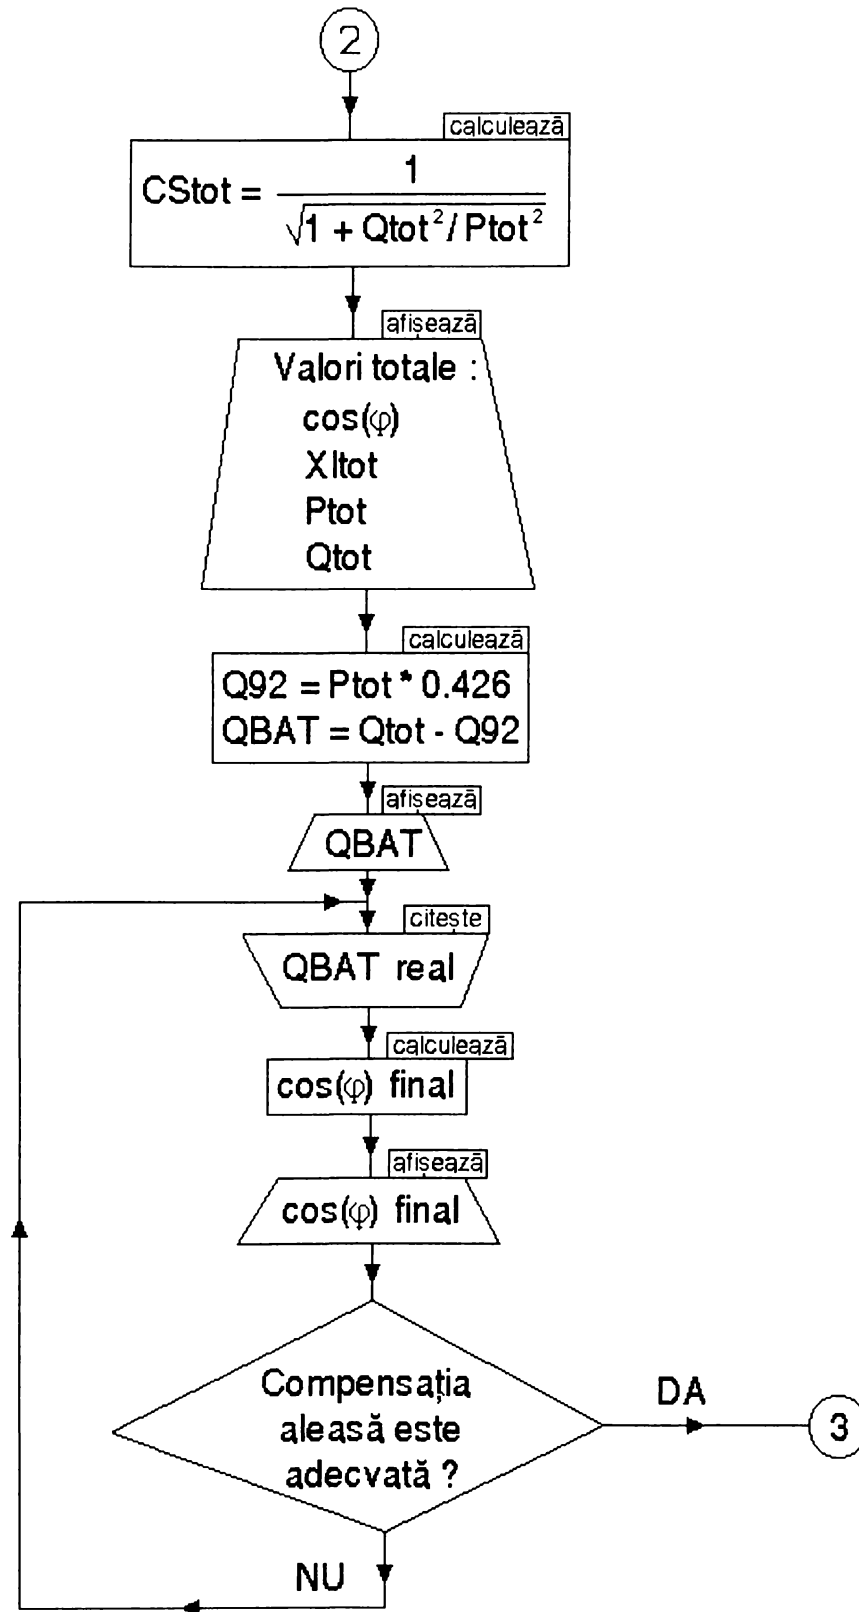 2
calculează
CStot = 1 / √1 + Qtot² / Ptot²
afișează
Valori totale :
cos(φ)
Xltot
Ptot
Qtot
calculează
Q92 = Ptot * 0.426
QBAT = Qtot - Q92
afișează
QBAT
citește
QBAT real
calculează
cos(φ) final
afișează
cos(φ) final
Compensația
aleasă este
adecvată ?
DA
3
NU